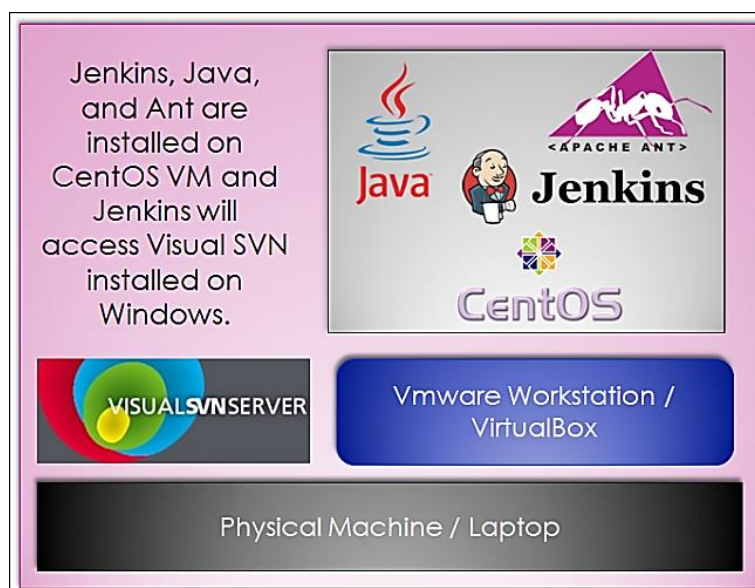 Jenkins, Java,
and Ant are
installed on
CentOS VM and
Jenkins will
access Visual SVN
installed on
Windows.
Java
<APACHE ANT>
Jenkins
CentOS
VISUALSVNSERVER
Vmware Workstation /
VirtualBox
Physical Machine / Laptop